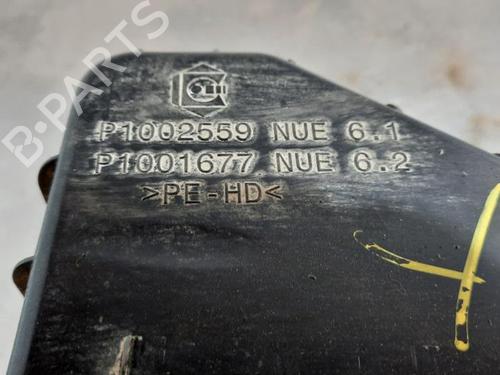 B-PARTS
P1002559 NUE 6.1
P1001677 NUE 6.2
>PE-HD<